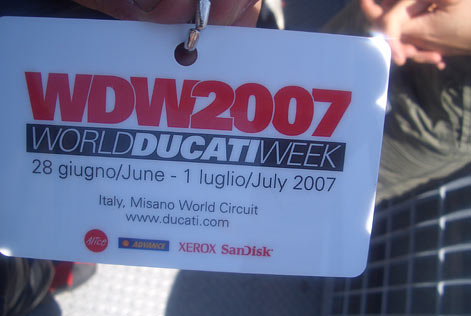 WDW2007
WORLDDUCATIWEEK
28 giugno/June - 1 luglio/July 2007
Italy, Misano World Circuit
www.ducati.com
Alice ADVANCE XEROX SanDisk